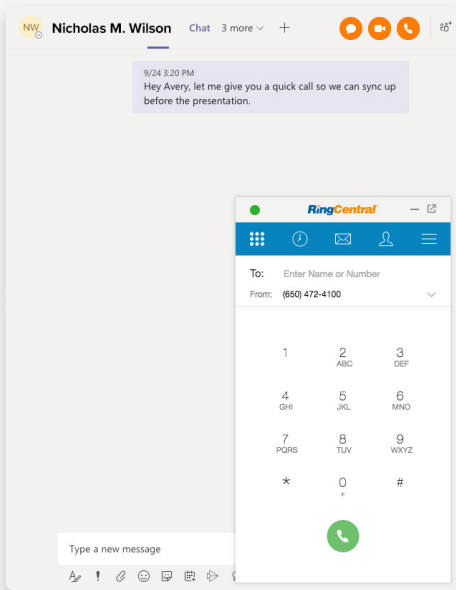 NW
Nicholas M. Wilson Chat 3 more
9/24 3:20 PM
Hey Avery, let me give you a quick call so we can sync up
before the presentation.
RingCentral
To: Enter Name or Number
From: (650) 472-4100
1 2 3
ABC DEF
4 5 6
GHI JKL MNO
7 8 9
PQRS TUV WXYZ
* 0 #
+
Type a new message